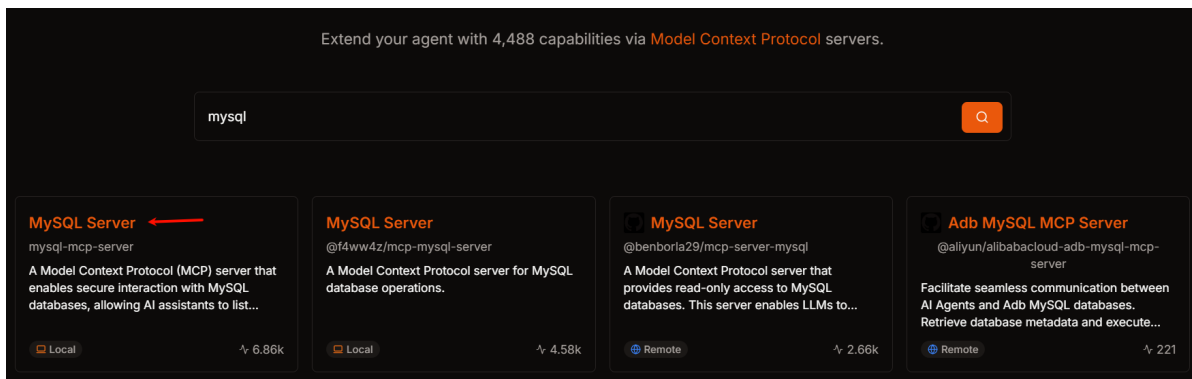 Extend your agent with 4,488 capabilities via Model Context Protocol servers.
mysql
MySQL Server
mysql-mcp-server
A Model Context Protocol (MCP) server that
enables secure interaction with MySQL
databases, allowing AI assistants to list...
Local
6.86k
MySQL Server
@f4ww4z/mcp-mysql-server
A Model Context Protocol server for MySQL
database operations.
Local
4.58k
MySQL Server
@benborla29/mcp-server-mysql
A Model Context Protocol server that
provides read-only access to MySQL
databases. This server enables LLMs to...
Remote
2.66k
Adb MySQL MCP Server
@aliyun/alibabacloud-adb-mysql-mcp-
server
Facilitate seamless communication between
AI Agents and Adb MySQL databases.
Retrieve database metadata and execute...
Remote
221